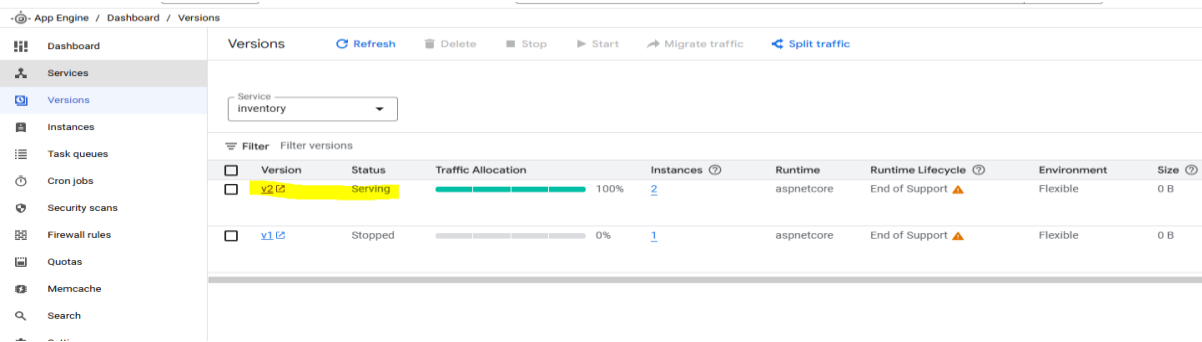 App Engine / Dashboard / Versions
Dashboard
Services
Versions
Instances
Task queues
Cron jobs
Security scans
Firewall rules
Quotas
Memcache
Search
Versions Refresh Delete Stop Start Migrate traffic Split traffic
Service
inventory
Filter Filter versions
Version Status Traffic Allocation Instances Runtime Runtime Lifecycle Environment Size
v2 Serving 100% 2 aspnetcore End of Support Flexible 0 B
v1 Stopped 0% 1 aspnetcore End of Support Flexible 0 B